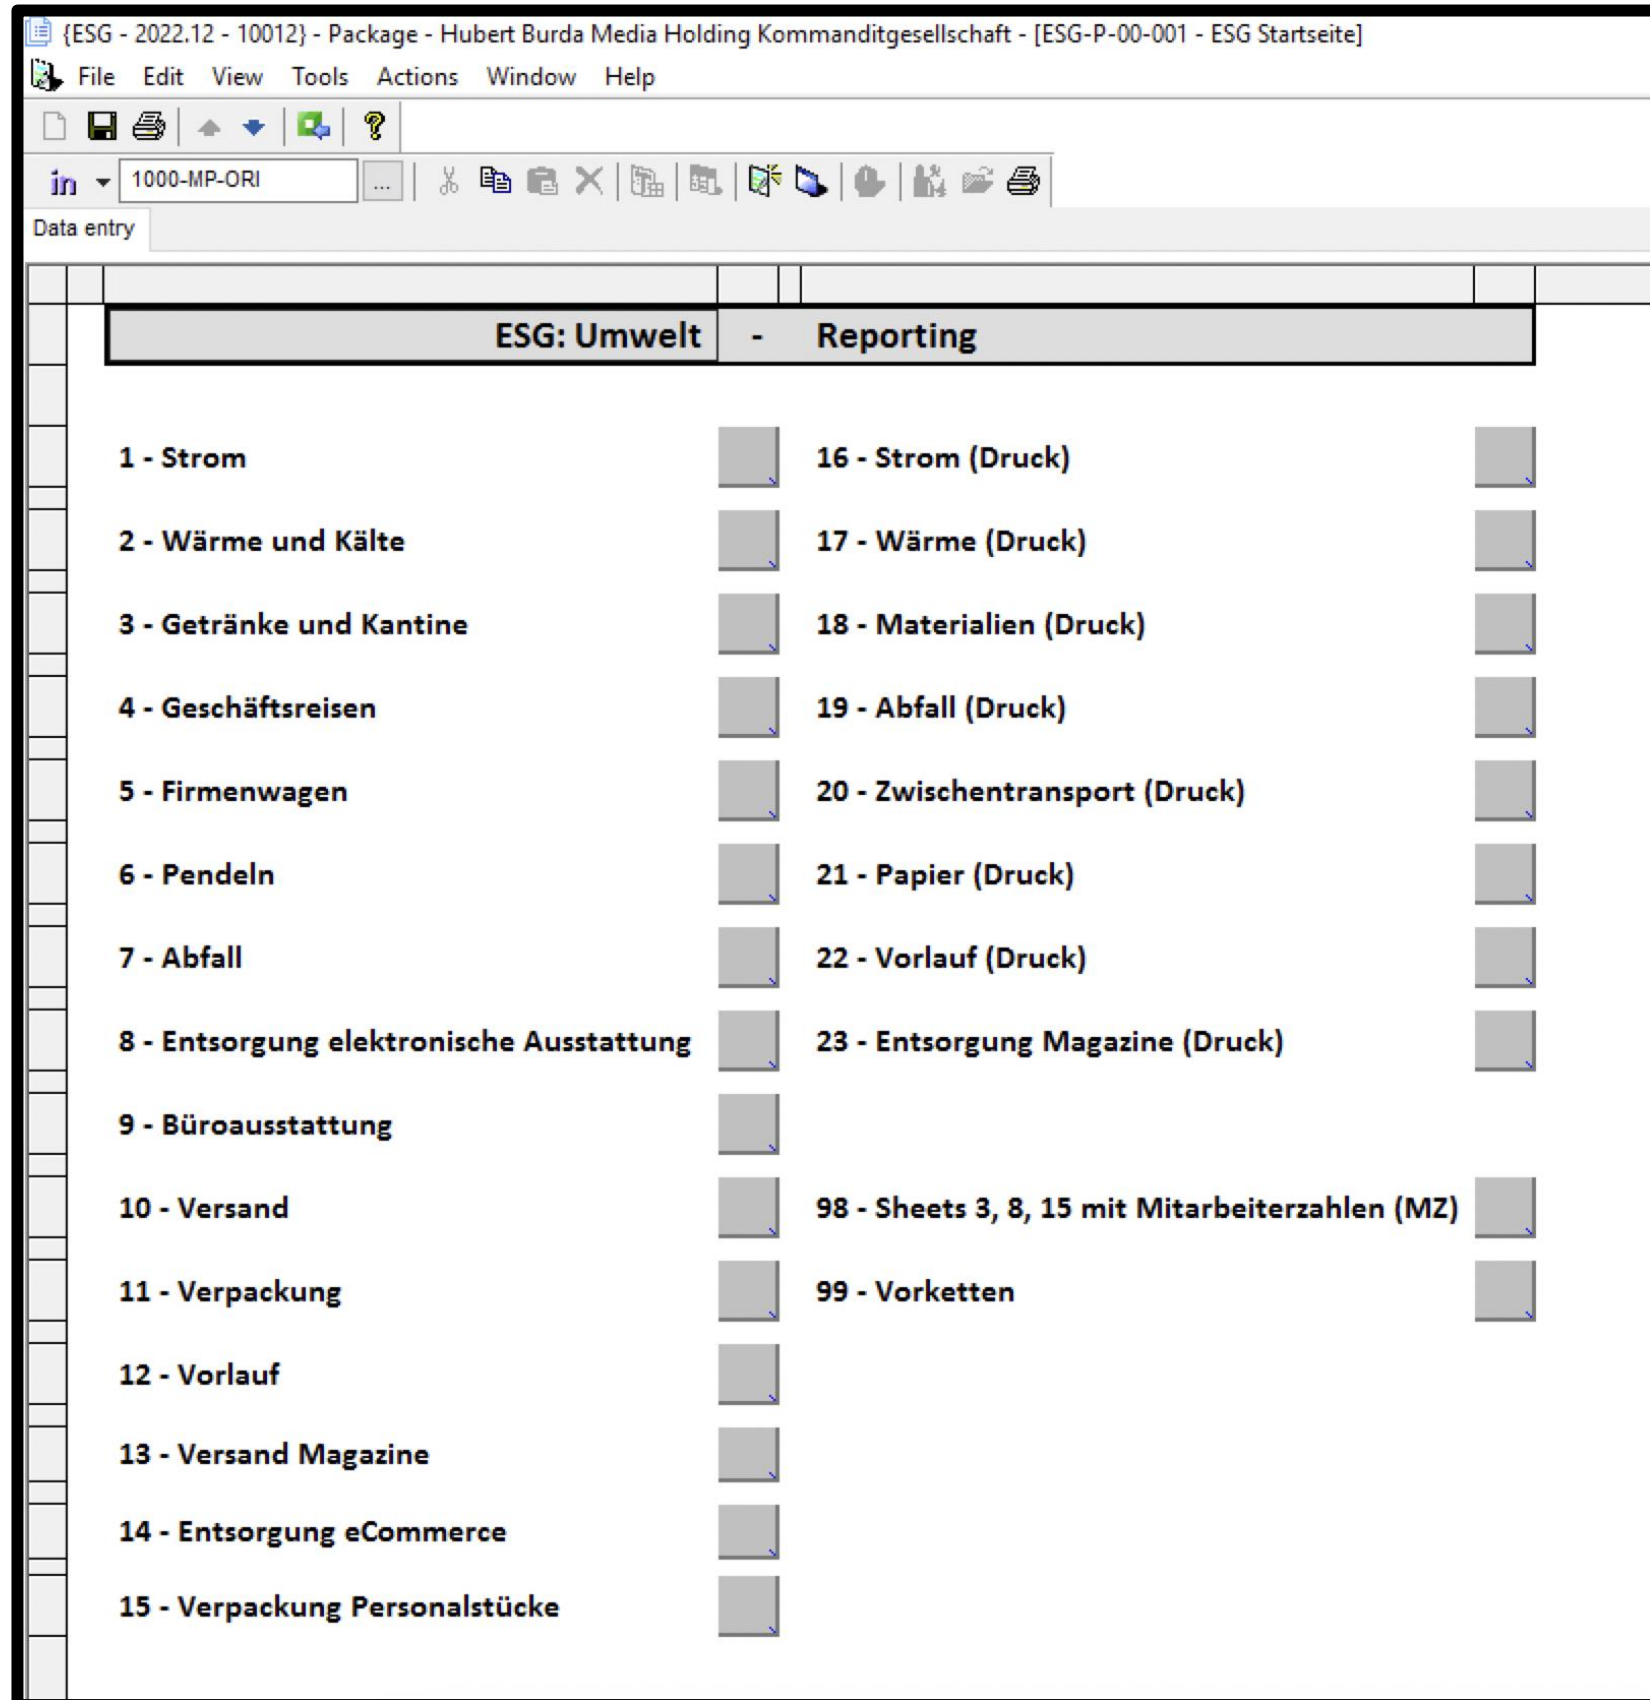 {ESG - 2022.12 - 10012} - Package - Hubert Burda Media Holding Kommanditgesellschaft - [ESG-P-00-001 - ESG Startseite]
File Edit View Tools Actions Window Help
in 1000-MP-ORI ...
Data entry
ESG: Umwelt - Reporting
1 - Strom
2 - Wärme und Kälte
3 - Getränke und Kantine
4 - Geschäftsreisen
5 - Firmenwagen
6 - Pendeln
7 - Abfall
8 - Entsorgung elektronische Ausstattung
9 - Büroausstattung
10 - Versand
11 - Verpackung
12 - Vorlauf
13 - Versand Magazine
14 - Entsorgung eCommerce
15 - Verpackung Personalstücke
16 - Strom (Druck)
17 - Wärme (Druck)
18 - Materialien (Druck)
19 - Abfall (Druck)
20 - Zwischentransport (Druck)
21 - Papier (Druck)
22 - Vorlauf (Druck)
23 - Entsorgung Magazine (Druck)
98 - Sheets 3, 8, 15 mit Mitarbeiterzahlen (MZ)
99 - Vorketten